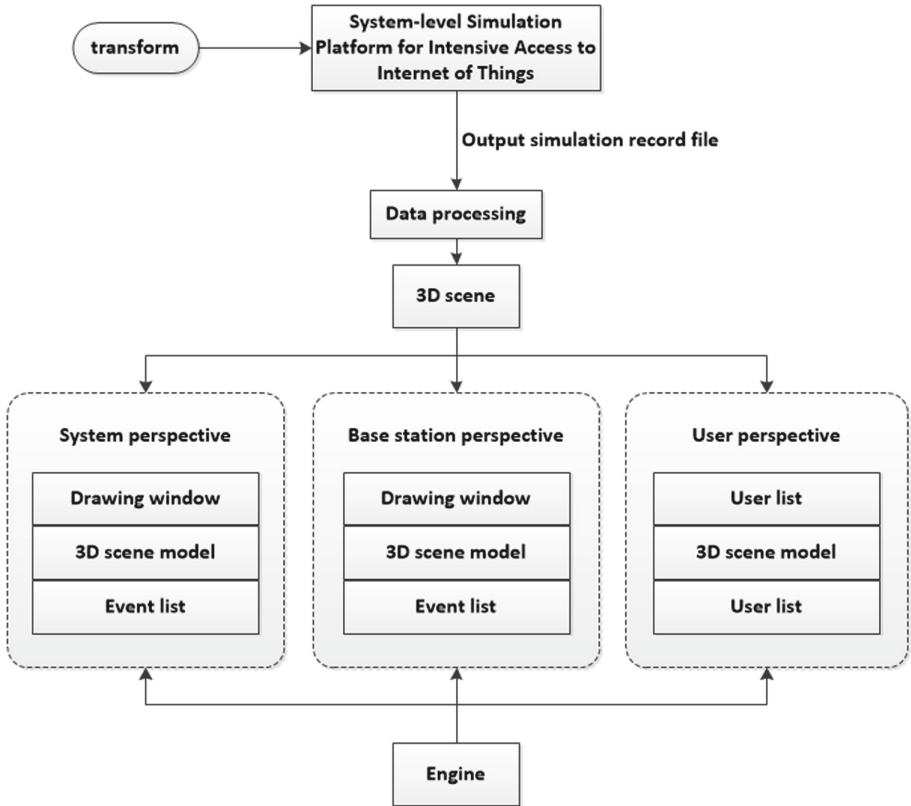 transform
System-level Simulation
Platform for Intensive Access to
Internet of Things
Output simulation record file
Data processing
3D scene
System perspective
Drawing window
3D scene model
Event list
Base station perspective
Drawing window
3D scene model
Event list
User perspective
User list
3D scene model
User list
Engine